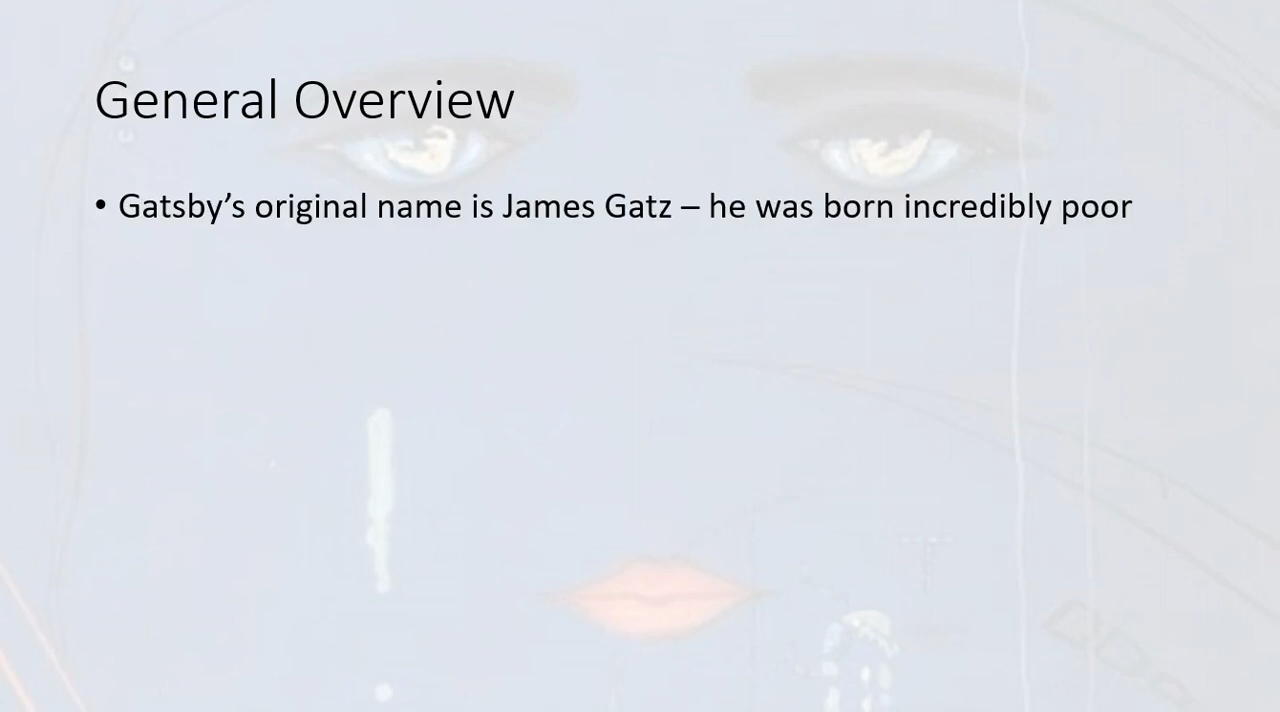 General Overview
• Gatsby’s original name is James Gatz – he was born incredibly poor